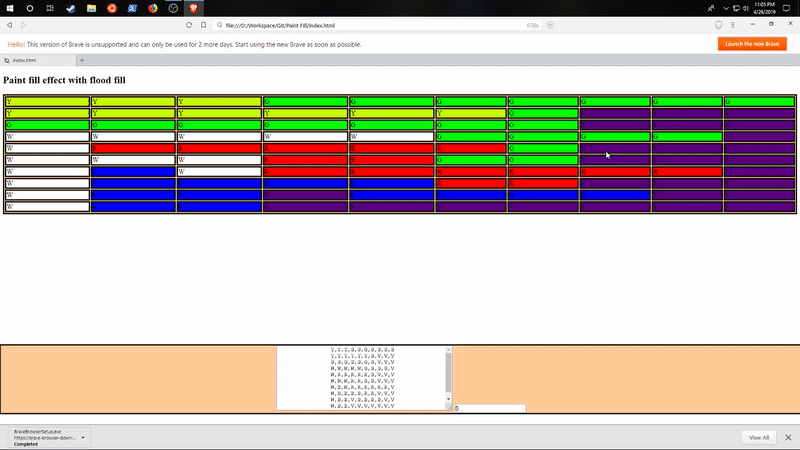 11:05 PM
4/26/2019
file:///D:/Workspace/Git/Paint-Fill/index.html
Hello! This version of Brave is unsupported and can only be used for 2 more days. Start using the new Brave as soon as possible.
Launch the new Brave
index.html
Paint fill effect with flood fill
Y Y Y G G G G G G G
Y Y Y Y Y Y G
G G G G G G G
W W W W W G G G G
W R R R R R G
W W W R R G G
W W R R R R R R
W R R
W
W
Y,Y,Y,G,G,G,G,G,G,G
Y,Y,Y,Y,Y,Y,G,V,V,V
G,G,G,G,G,G,G,V,V,V
W,W,W,W,W,G,G,G,G,V
W,R,R,R,R,R,G,V,V,V
W,W,W,R,R,G,G,V,V,V
W,B,W,R,R,R,R,R,R,V
W,B,B,B,B,R,R,V,V,V
W,B,B,V,B,B,B,B,V,V
W,B,B,V,V,V,V,V,V,V
BraveBrowserSetup.exe
https://brave-browser-down...
Completed
View All